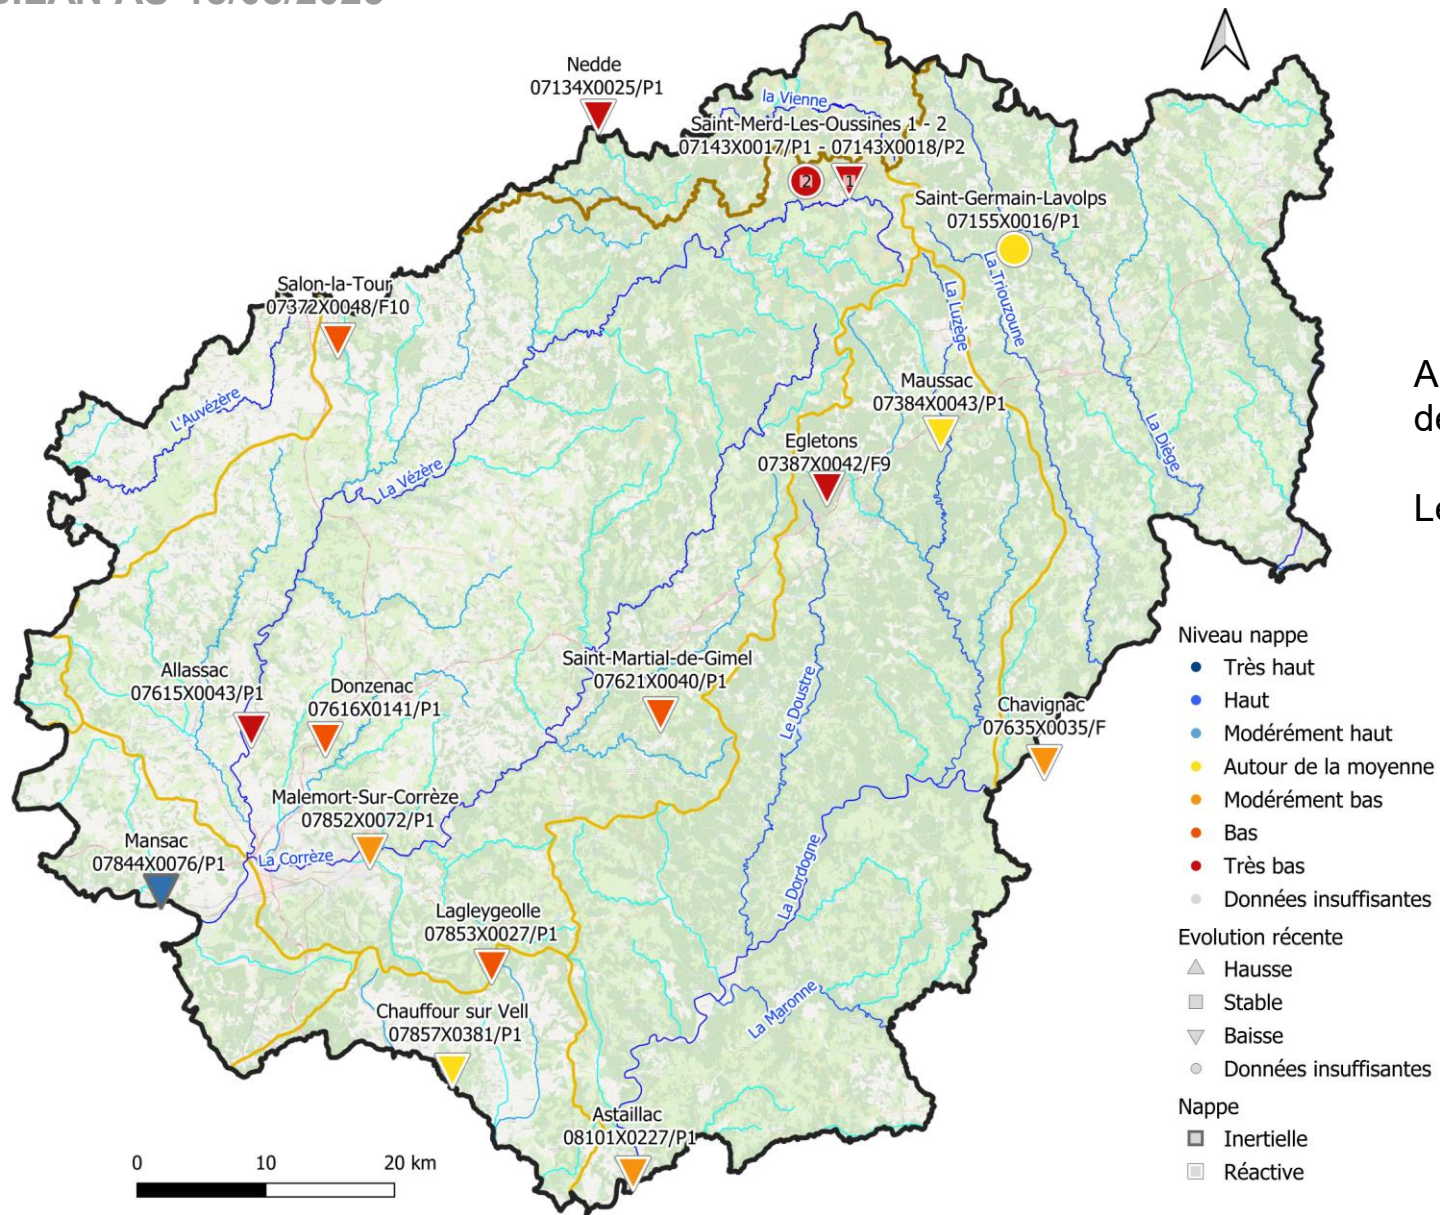 Nedde
07134X0025/P1
la Vienne
Saint-Merd-Les-Oussines 1 - 2
07143X0017/P1 - 07143X0018/P2
2
1
Saint-Germain-Lavolps
07155X0016/P1
Salon-la-Tour
07372X0048/F10
La Triouzoune
La Luzège
L'Auvézère
Maussac
07384X0043/P1
La Diège
Egletons
07387X0042/F9
La Vézère
A
Le
Niveau nappe
Très haut
Haut
Modérément haut
Autour de la moyenne
Modérément bas
Bas
Très bas
Données insuffisantes
Evolution récente
Hausse
Stable
Baisse
Données insuffisantes
Nappe
Inertielle
Réactive
Saint-Martial-de-Gimel
07621X0040/P1
Allassac
07615X0043/P1
Donzenac
07616X0141/P1
Le Doustre
Chavignac
07635X0035/F
Malemort-Sur-Corrèze
07852X0072/P1
Mansac
07844X0076/P1
La Corrèze
La Dordogne
Lagleygeolle
07853X0027/P1
La Maronne
Chauffour sur Vell
07857X0381/P1
Astaillac
08101X0227/P1
0 10 20 km